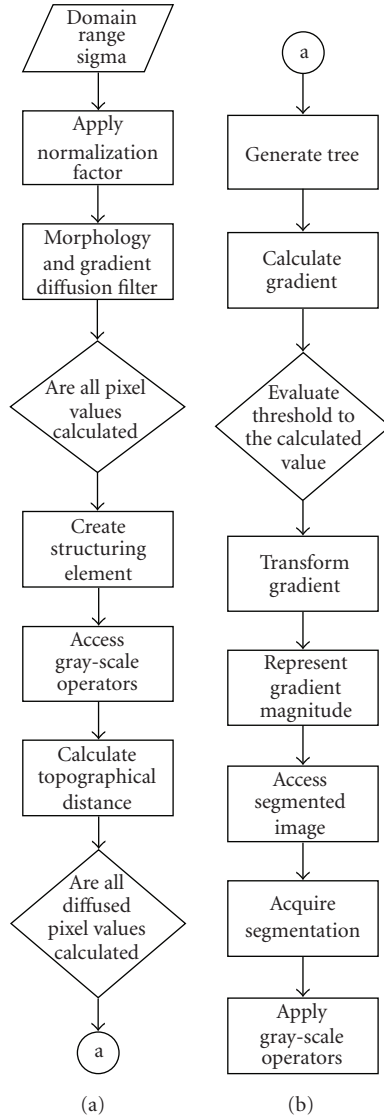 Domain
range
sigma
Apply
normalization
factor
Morphology
and gradient
diffusion filter
Are all pixel
values
calculated
Create
structuring
element
Access
gray-scale
operators
Calculate
topographical
distance
Are all
diffused
pixel values
calculated
a
(a)
a
Generate tree
Calculate
gradient
Evaluate
threshold to
the calculated
value
Transform
gradient
Represent
gradient
magnitude
Access
segmented
image
Acquire
segmentation
Apply
gray-scale
operators
(b)